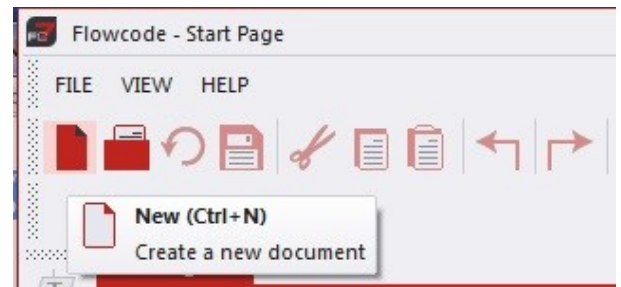 Flowcode - Start Page
FILE VIEW HELP
New (Ctrl+N)
Create a new document